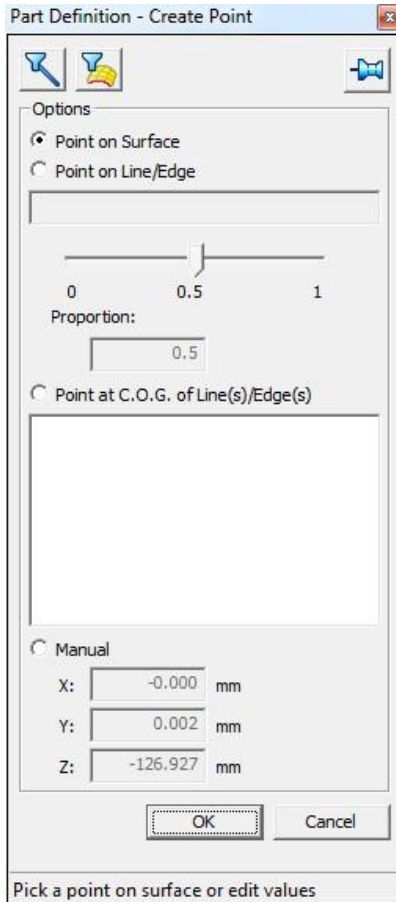 Part Definition - Create Point
Options
Point on Surface
Point on Line/Edge
0 0.5 1
Proportion:
0.5
Point at C.O.G. of Line(s)/Edge(s)
Manual
X: -0.000 mm
Y: 0.002 mm
Z: -126.927 mm
OK Cancel
Pick a point on surface or edit values